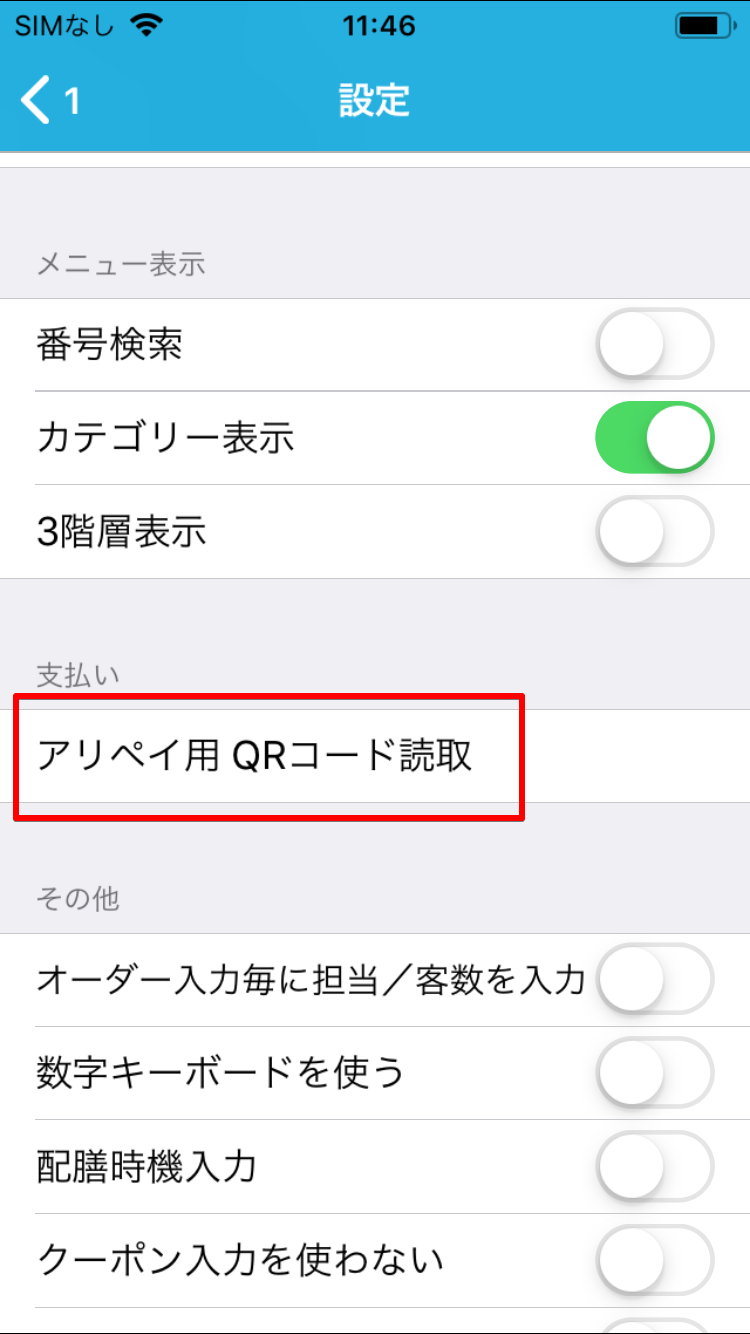 SIMなし 11:46
1 設定
メニュー表示
番号検索
カテゴリー表示
3階層表示
支払い
アリペイ用 QRコード読取
その他
オーダー入力毎に担当／客数を入力
数字キーボードを使う
配膳時機入力
クーポン入力を使わない